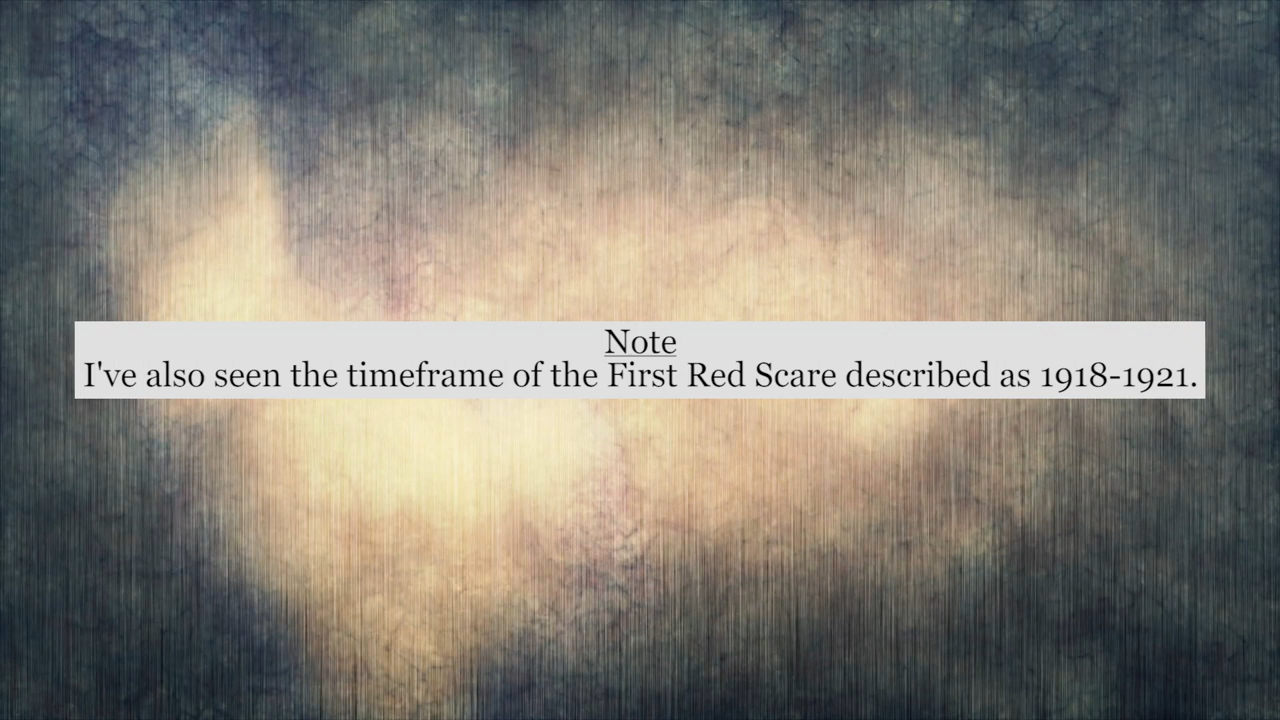 Note
I've also seen the timeframe of the First Red Scare described as 1918-1921.